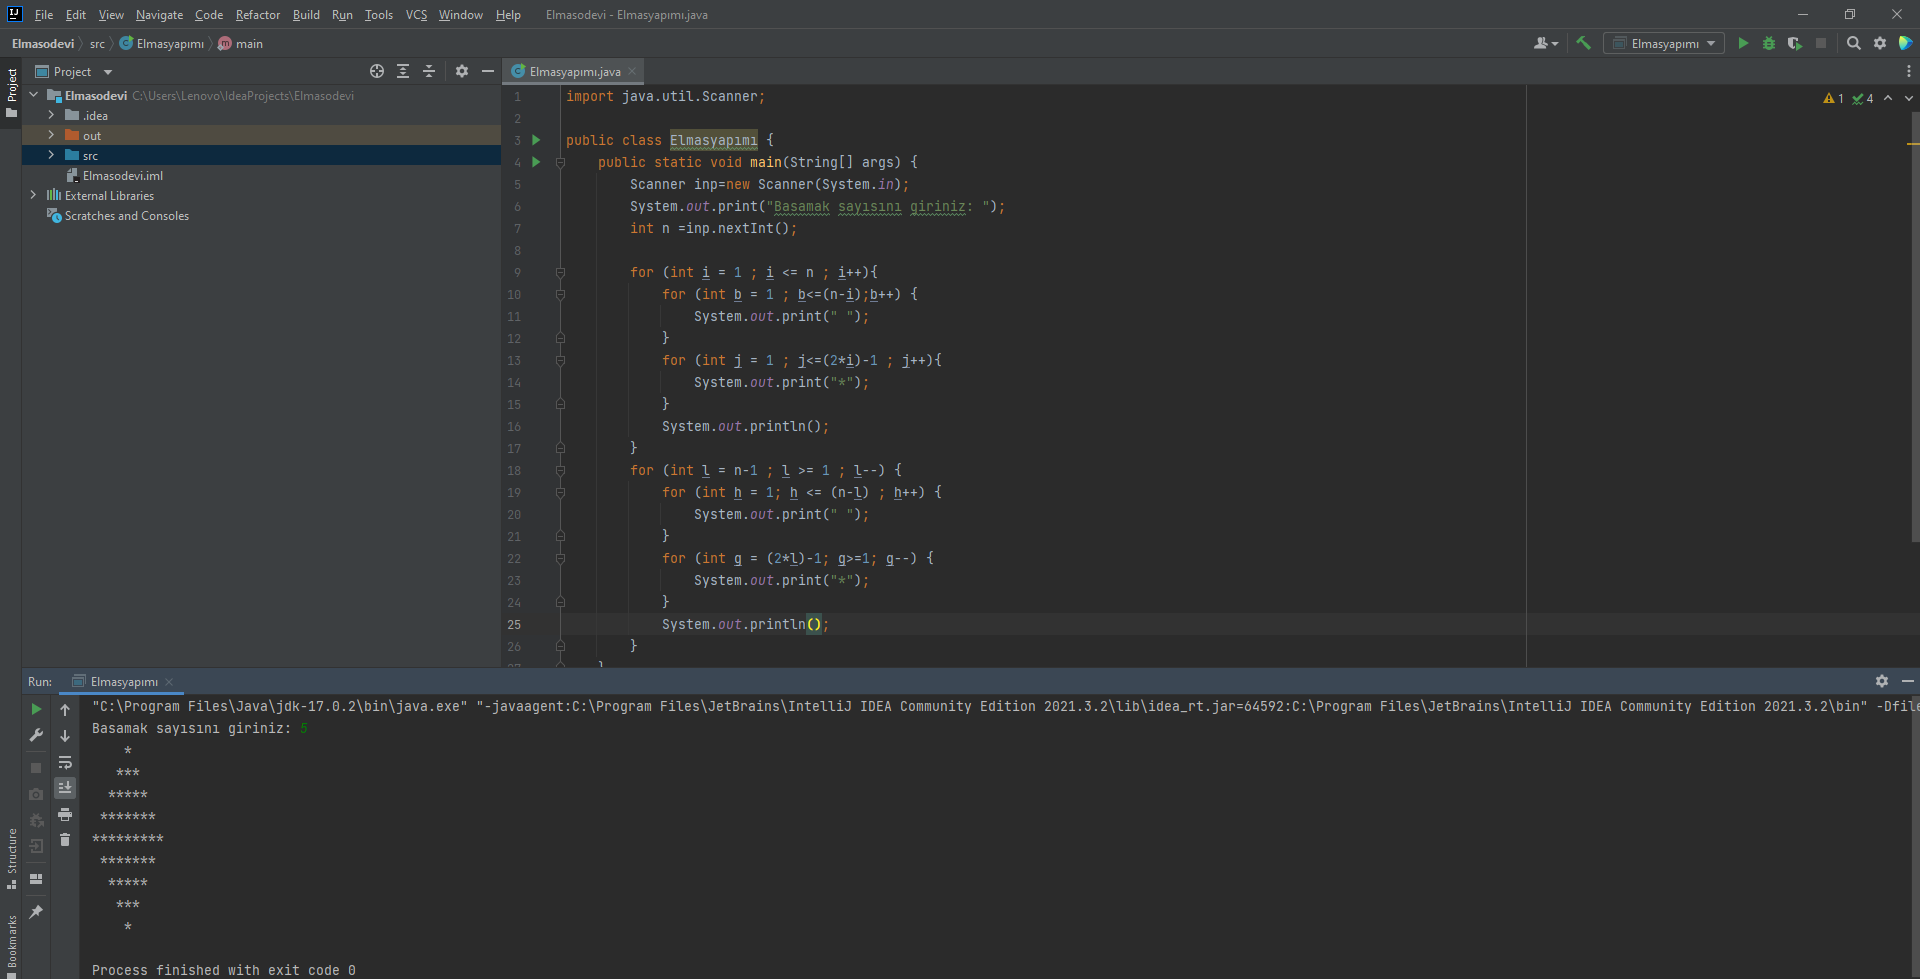 File Edit View Navigate Code Refactor Build Run Tools VCS Window Help Elmasodevi - Elmasyapımı.java
Elmasodevi src Elmasyapımı main Elmasyapımı
Project
Project
Elmasodevi C:\Users\Lenovo\IdeaProjects\Elmasodevi
.idea
out
src
Elmasodevi.iml
External Libraries
Scratches and Consoles
Elmasyapımı.java
1 4
1 import java.util.Scanner;
2
3 public class Elmasyapımı {
4 public static void main(String[] args) {
5 Scanner inp=new Scanner(System.in);
6 System.out.print("Basamak sayısını giriniz: ");
7 int n =inp.nextInt();
8
9 for (int i = 1 ; i <= n ; i++){
10 for (int b = 1 ; b<=(n-i);b++) {
11 System.out.print(" ");
12 }
13 for (int j = 1 ; j<=(2*i)-1 ; j++){
14 System.out.print("*");
15 }
16 System.out.println();
17 }
18 for (int l = n-1 ; l >= 1 ; l--) {
19 for (int h = 1; h <= (n-l) ; h++) {
20 System.out.print(" ");
21 }
22 for (int g = (2*l)-1; g>=1; g--) {
23 System.out.print("*");
24 }
25 System.out.println();
26 }
27 }
Run: Elmasyapımı
"C:\Program Files\Java\jdk-17.0.2\bin\java.exe" "-javaagent:C:\Program Files\JetBrains\IntelliJ IDEA Community Edition 2021.3.2\lib\idea_rt.jar=64592:C:\Program Files\JetBrains\IntelliJ IDEA Community Edition 2021.3.2\bin" -Dfile
Basamak sayısını giriniz: 5
    *
   ***
  *****
 *******
*********
 *******
  *****
   ***
    *
Process finished with exit code 0
Structure
Bookmarks